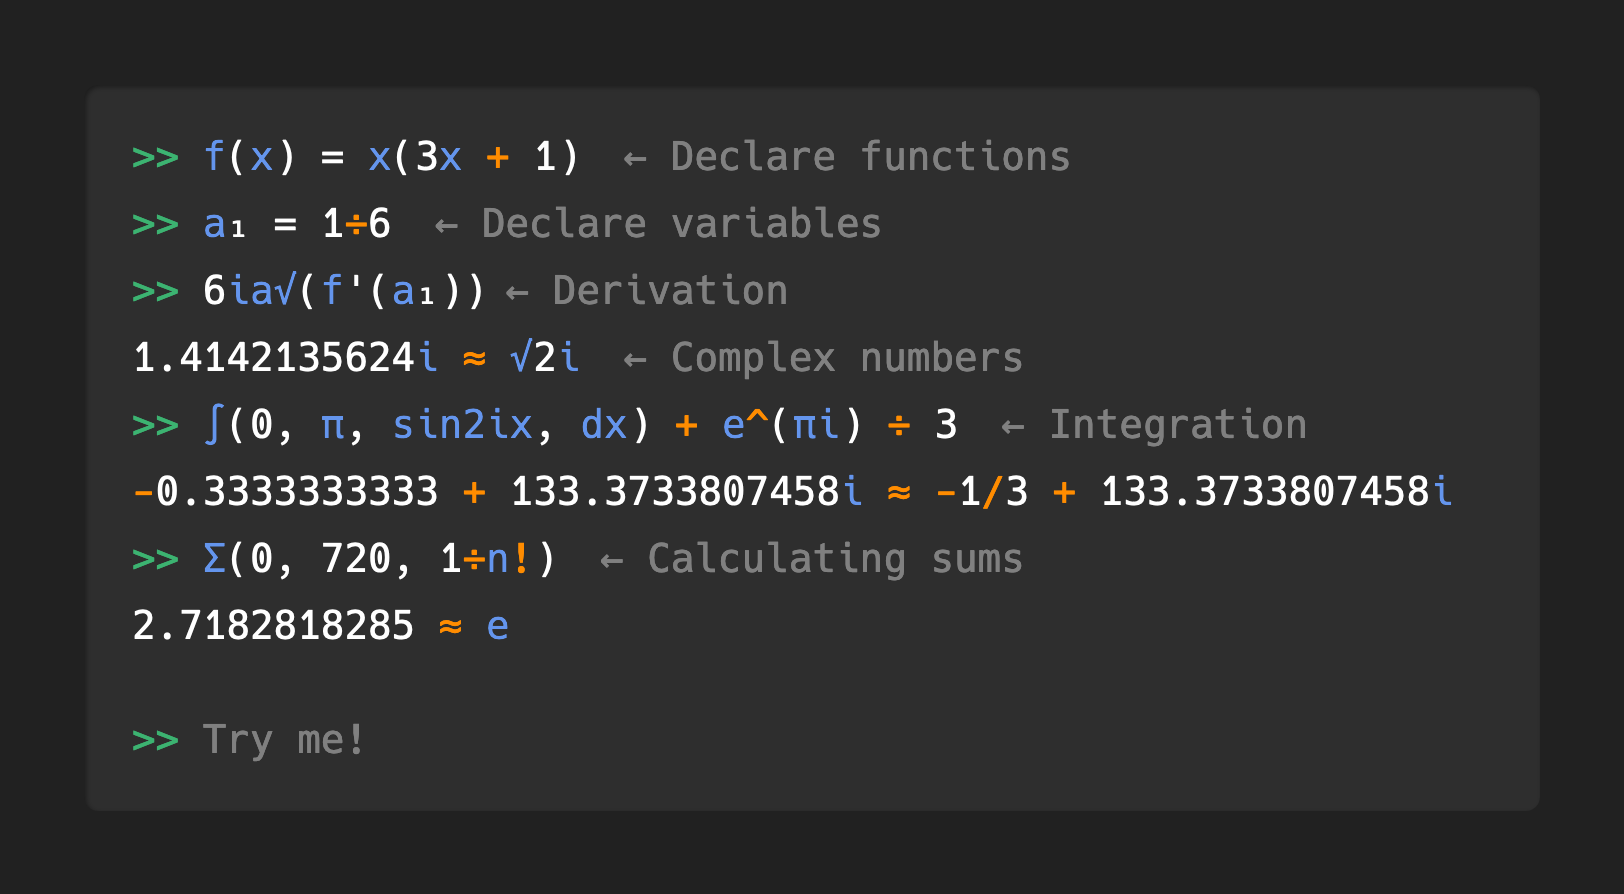 >> f(x) = x(3x + 1) ← Declare functions
>> a₁ = 1÷6 ← Declare variables
>> 6ia√(f'(a₁)) ← Derivation
1.4142135624i ≈ √2i ← Complex numbers
>> ∫(0, π, sin2ix, dx) + e^(πi) ÷ 3 ← Integration
-0.3333333333 + 133.3733807458i ≈ -1/3 + 133.3733807458i
>> Σ(0, 720, 1÷n!) ← Calculating sums
2.7182818285 ≈ e
>> Try me!